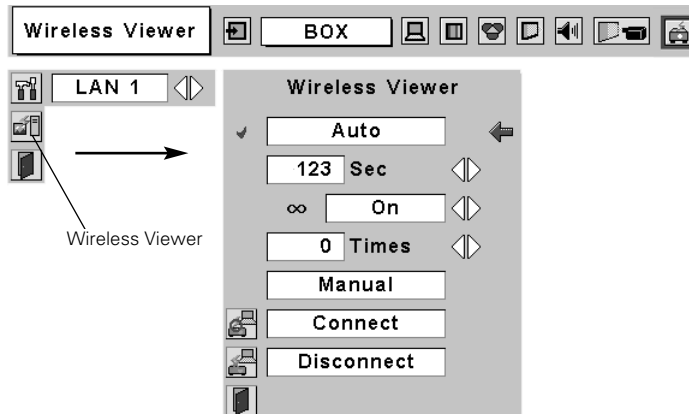 Wireless Viewer
BOX
LAN 1
Wireless Viewer
Auto
123 Sec
∞ On
0 Times
Manual
Connect
Disconnect
Wireless Viewer